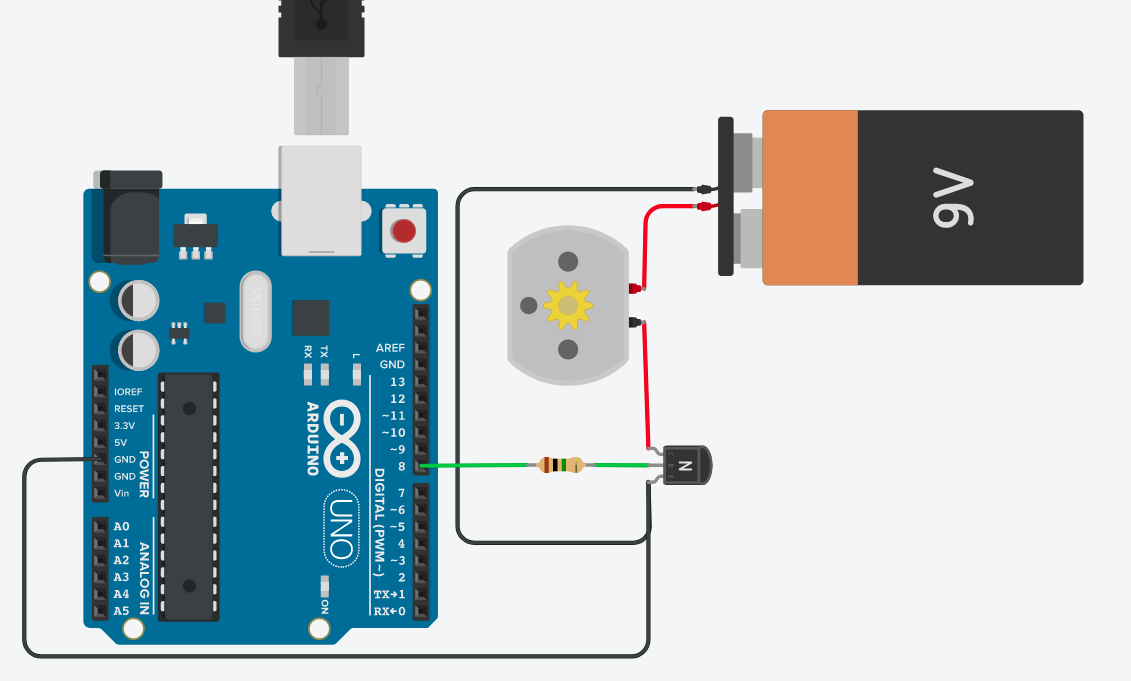 9V
AREF
GND
13
12
~11
~10
~9
8
7
~6
~5
4
~3
2
TX→1
RX←0
DIGITAL (PWM~)
IOREF
RESET
3.3V
5V
GND
GND
Vin
POWER
A0
A1
A2
A3
A4
A5
ANALOG IN
RX
TX
L
ARDUINO
UNO
ON
N